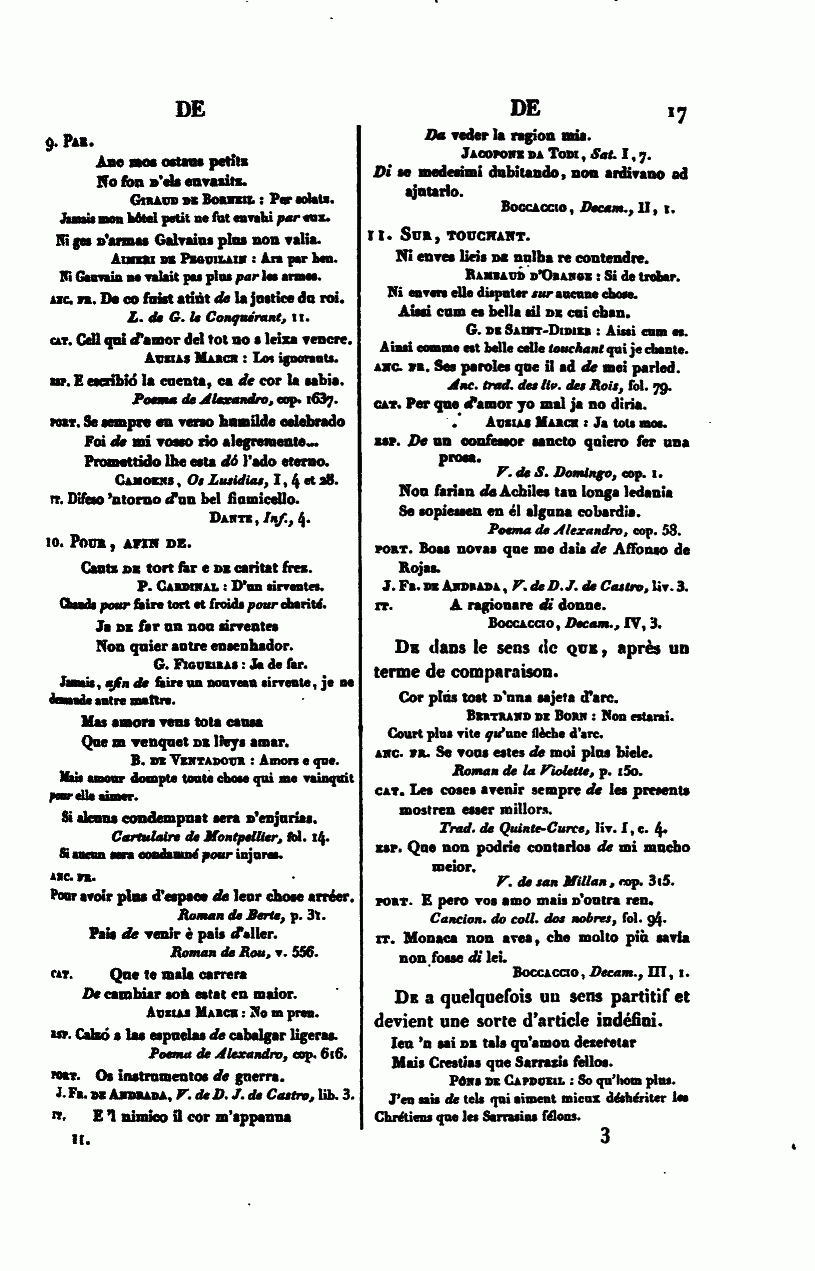 DE
9. PAR.
Anc mos ostaus petitz
No fon D'els envazitz.
GIRAUD DE BORNEIL : Per solatz.
Jamais mon hôtel petit ne fut envahi par eux.
Ni ges D'armas Galvains plus non valia.
AIMERI DE PEGUILAIN : Ara par ben.
Ni Gauvain ne valait pas plus par les armes.
ANC. FR. De co fuist atiút de la justice du roi.
L. de G. le Conquérant, 11.
CAT. Cell qui d'amor del tot no s leixa vencre.
AUSIAS MARCH : Los ignorants.
ESP. E escribió la cuenta, ca de cor la sabia.
Poema de Alexandro, cop. 1637.
PORT. Se sempre en verso humilde celebrado
Foi de mi vosso rio alegremente...
Promettido lhe esta dó l'ado eterno.
CAMOENS, Os Lusidias, I, 4 et 28.
IT. Difeso 'ntorno d'un bel fiumicello.
DANTE, Inf., 4.
10. POUR, AFIN DE.
Cautz DE tort far e DE caritat frez.
P. CARDINAL : D'un sirventes.
Chauds pour faire tort et froids pour charité.
Ja DE far un nou sirventes
Non quier autre ensenhador.
G. FIGUEIRAS : Ja de far.
Jamais, afin de faire un nouveau sirvente, je ne
demande autre maître.
Mas amors vens tota causa
Que m venquet DE lieys amar.
B. DE VENTADOUR : Amors e que.
Mais amour dompte toute chose qui me vainquit
pour elle aimer.
Si alcuns condempnat sera D'enjurias.
Cartulaire de Montpellier, fol. 14.
Si aucun sera condamné pour injures.
ANC. FR.
Pour avoir plus d'espace de leur chose arréer.
Roman de Berte, p. 31.
Pais de venir è pais d'aller.
Roman de Rou, v. 556.
CAT. Que te mala carrera
De cambiar son estat en maior.
AUSIAS MARCH : No m pren.
ESP. Calzó a las espuelas de cabalgar ligeras.
Poema de Alexandro, cop. 616.
PORT. Os instrumentos de guerra.
J. FR. DE ANDRADA, V. de D. J. de Castro, lib. 3.
IT. E 'l nimico il cor m'appanna
II.
DE 17
Da veder la ragion mia.
JACOPONE DA TODI, Sat. I, 7.
Di se medesimi dubitando, non ardivano ad
ajutarlo.
BOCCACCIO, Decam., II, 1.
11. SUR, TOUCHANT.
Ni enves lieis DE nulha re contendre.
RAMBAUD D'ORANGE : Si de trobar.
Ni envers elle disputer sur aucune chose.
Aissi cum es bella sil DE cui chan.
G. DE SAINT-DIDIER : Aissi cum es.
Ainsi comme est belle celle touchant qui je chante.
ANC. FR. Ses paroles que il ad de mei parled.
Anc. trad. des liv. des Rois, fol. 79.
CAT. Per que d'amor yo mal ja no diria.
AUSIAS MARCH : Ja tots mos.
ESP. De un confessor sancto quiero fer una
prosa.
V. de S. Domingo, cop. 1.
Non farian de Achiles tan longa ledania
Se sopiessen en él alguna cobardia.
Poema de Alexandro, cop. 58.
PORT. Boas novas que me dais de Affonso de
Rojas.
J. FR. DE ANDRADA, V. de D. J. de Castro, liv. 3.
IT. A ragionare di donne.
BOCCACCIO, Decam., IV, 3.
DE dans le sens de QUE, après un
terme de comparaison.
Cor plus tost D'una sajeta d'arc.
BERTRAND DE BORN : Non estarai.
Court plus vite qu'une flèche d'arc.
ANC. FR. Se vous estes de moi plus biele.
Roman de la Violette, p. 150.
CAT. Les coses avenir sempre de les presents
mostren esser millors.
Trad. de Quinte-Curce, liv. I, c. 4.
ESP. Que non podrie contarlos de mi mucho
meior.
V. de san Millan, cop. 315.
PORT. E pero vos amo mais D'outra ren.
Cancion. do coll. dos nobres, fol. 94.
IT. Monaca non avea, che molto più savia
non fosse di lei.
BOCCACCIO, Decam., III, 1.
DE a quelquefois un sens partitif et
devient une sorte d'article indéfini.
Ieu 'n sai DE tals qu'amon dezeretar
Mais Crestias que Sarrazis fellos.
PONS DE CAPDUEIL : So qu'hom plus.
J'en sais de tels qui aiment mieux déshériter les
Chrétiens que les Sarrasins félons.
3